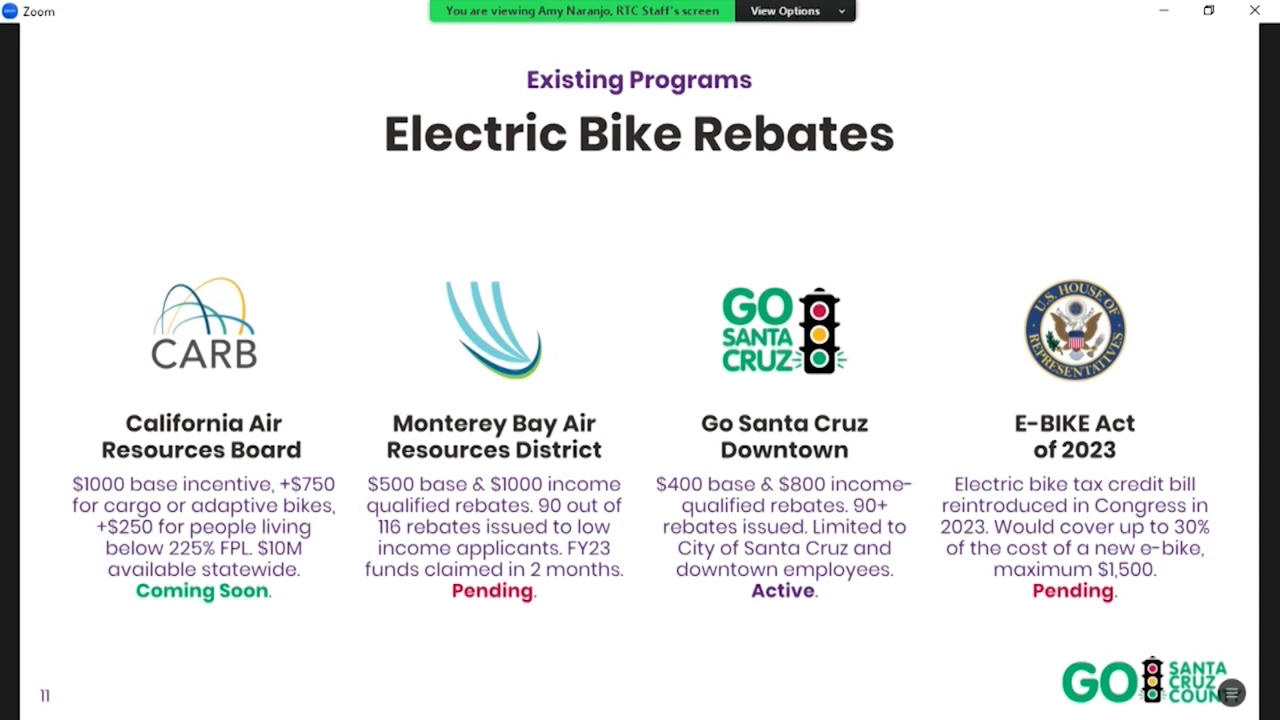 Zoom
You are viewing Amy Naranjo, RTC Staff's screen
View Options
Existing Programs
Electric Bike Rebates
CARB
GO
SANTA
CRUZ
U.S. HOUSE OF
REPRESENTATIVES
California Air
Resources Board
$1000 base incentive, +$750
for cargo or adaptive bikes,
+$250 for people living
below 225% FPL. $10M
available statewide.
Coming Soon.
Monterey Bay Air
Resources District
$500 base & $1000 income
qualified rebates. 90 out of
116 rebates issued to low
income applicants. FY23
funds claimed in 2 months.
Pending.
Go Santa Cruz
Downtown
$400 base & $800 income-
qualified rebates. 90+
rebates issued. Limited to
City of Santa Cruz and
downtown employees.
Active.
E-BIKE Act
of 2023
Electric bike tax credit bill
reintroduced in Congress in
2023. Would cover up to 30%
of the cost of a new e-bike,
maximum $1,500.
Pending.
11
GO
SANTA
CRUZ